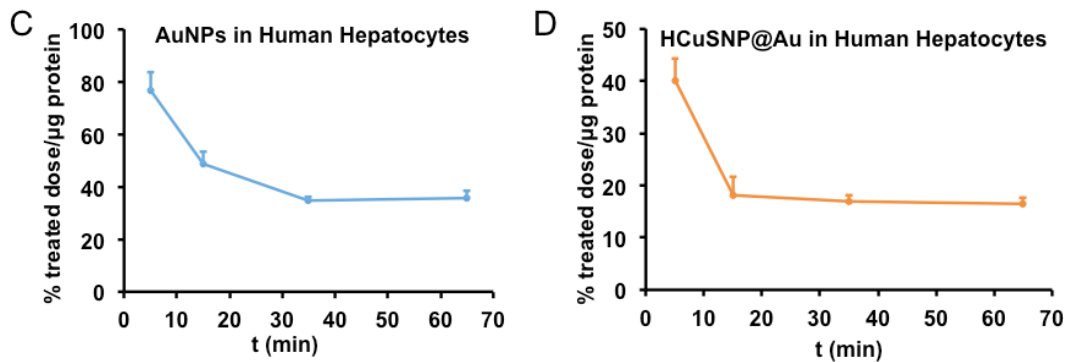 C
AuNPs in Human Hepatocytes
% treated dose/µg protein
100
80
60
40
20
0
0 10 20 30 40 50 60 70
t (min)
D
HCuSNP@Au in Human Hepatocytes
% treated dose/µg protein
50
40
30
20
10
0
0 10 20 30 40 50 60 70
t (min)